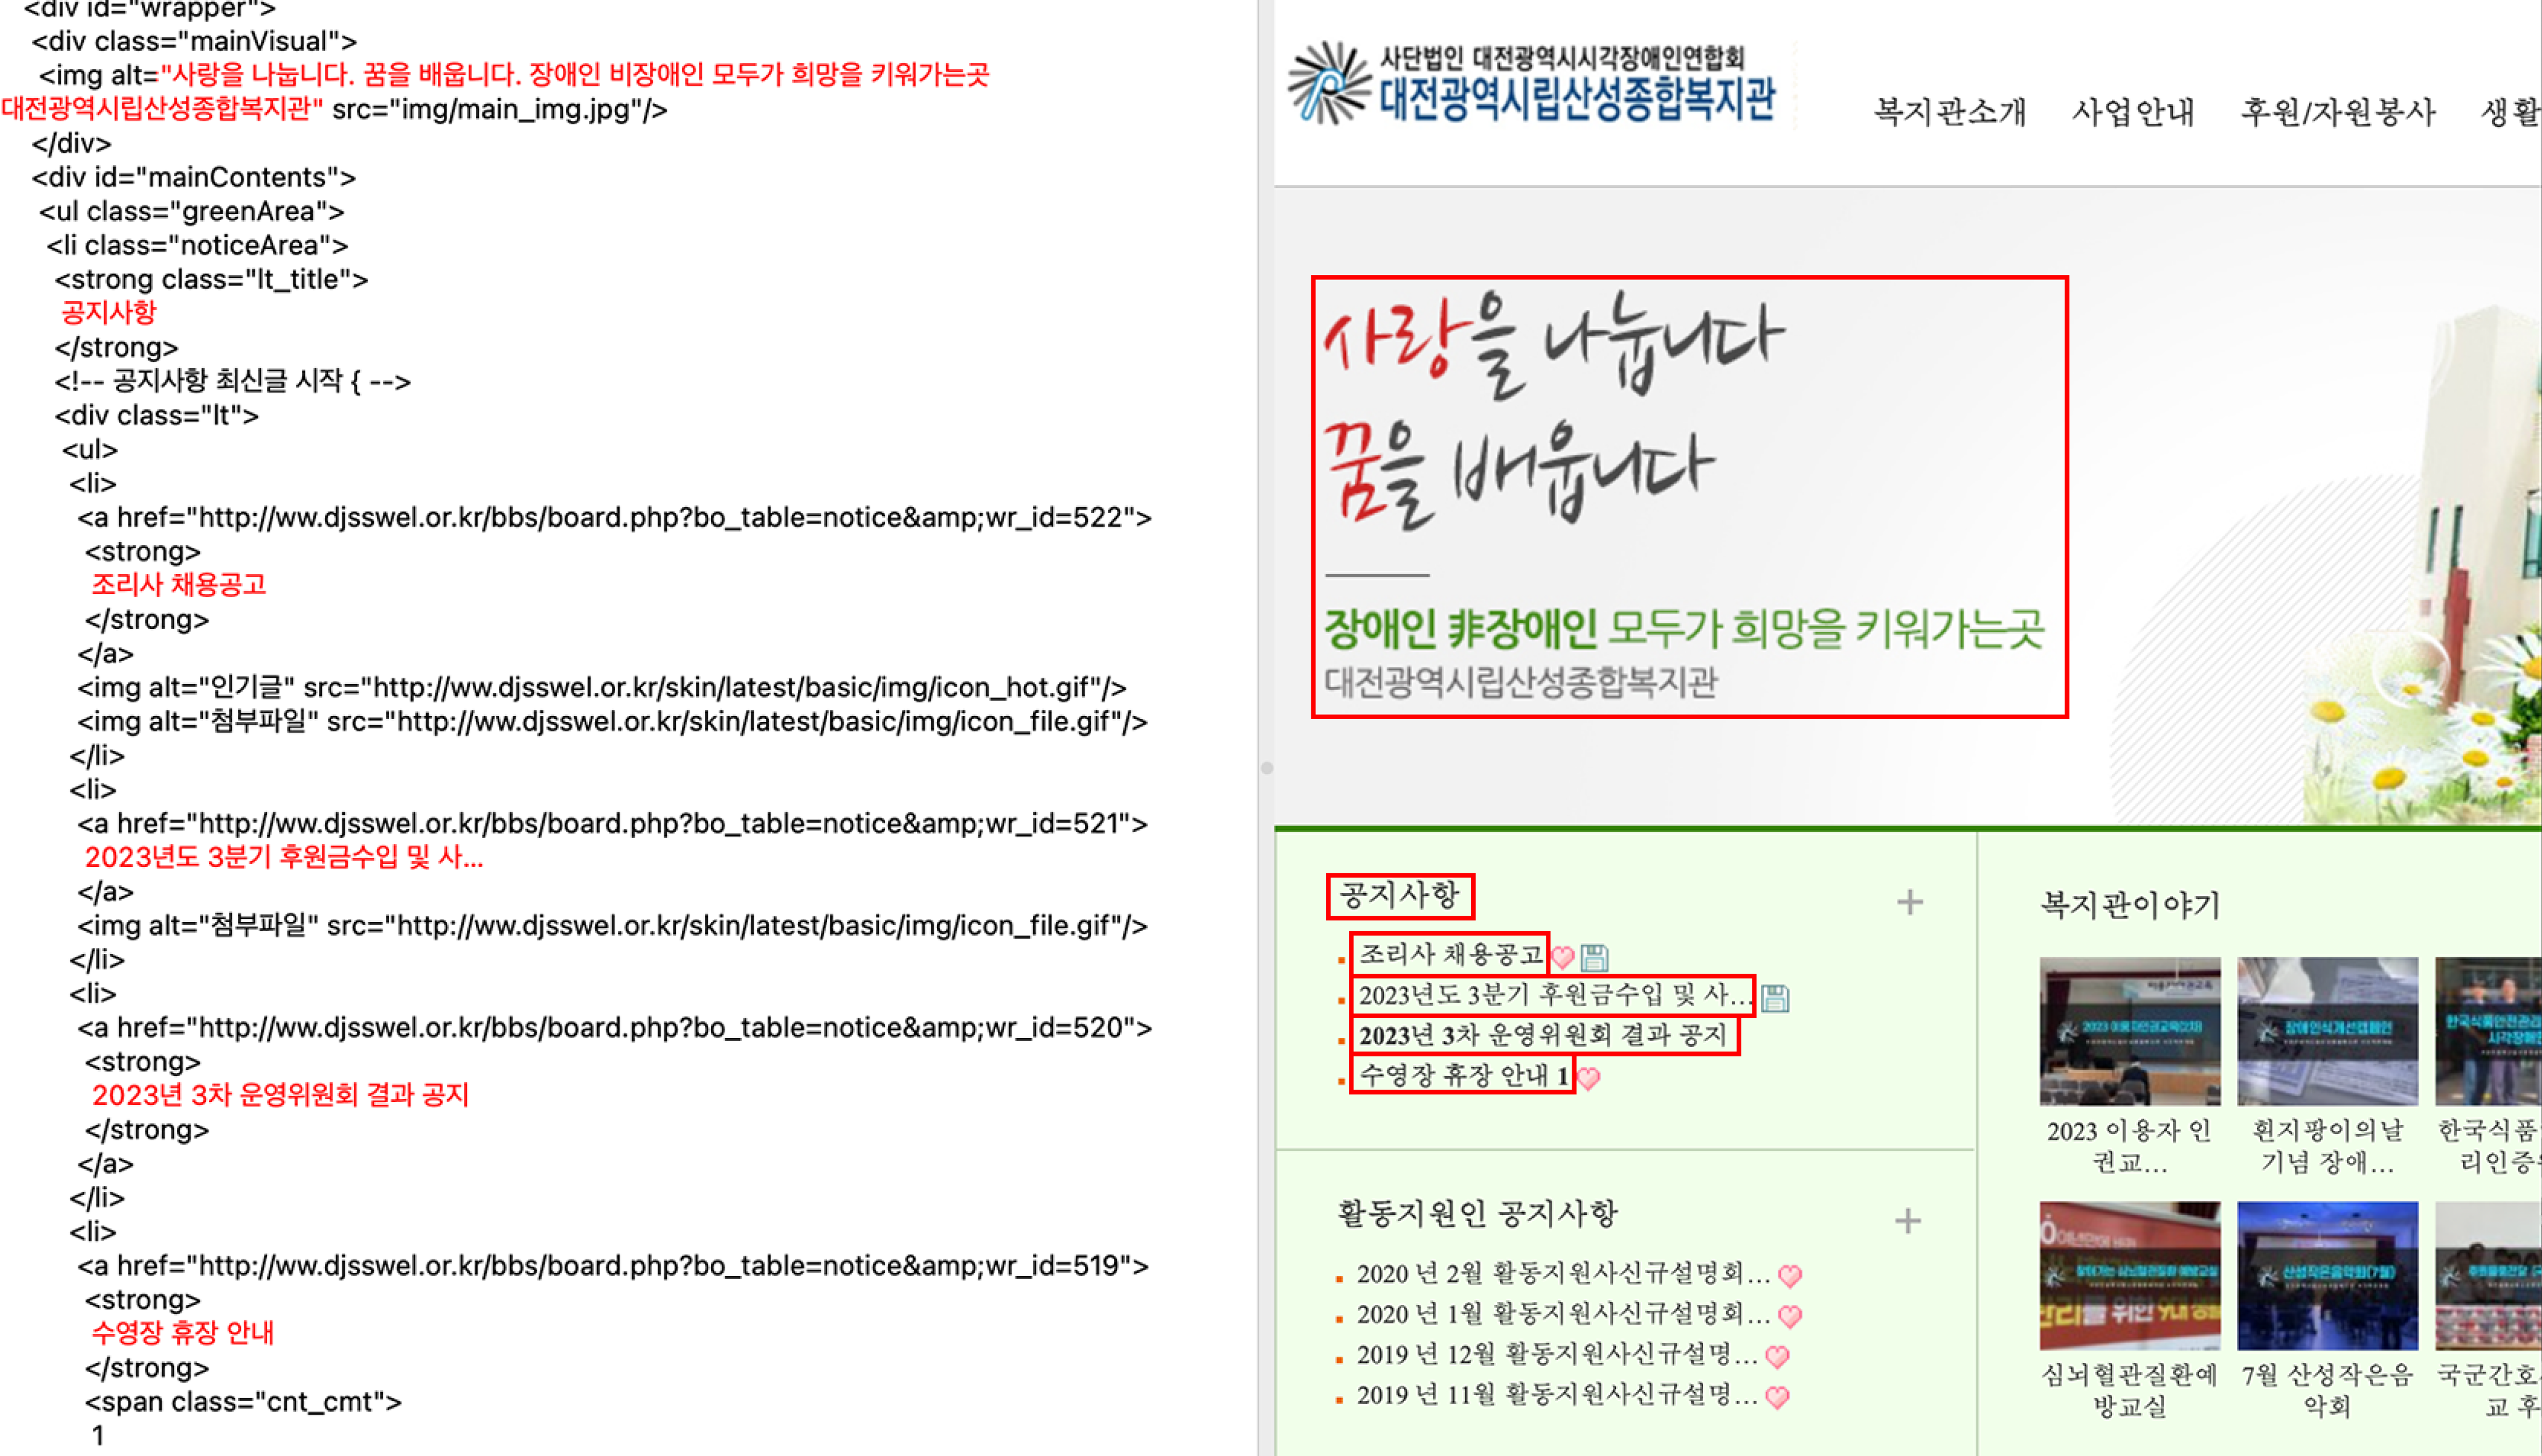 <div id="wrapper">
<div class="mainVisual">
<img alt="사랑을 나눕니다. 꿈을 배웁니다. 장애인 비장애인 모두가 희망을 키워가는곳
대전광역시립산성종합복지관" src="img/main_img.jpg"/>
</div>
<div id="mainContents">
<ul class="greenArea">
<li class="noticeArea">
<strong class="lt_title">
공지사항
</strong>
<!-- 공지사항 최신글 시작 { -->
<div class="lt">
<ul>
<li>
<a href="http://ww.djsswel.or.kr/bbs/board.php?bo_table=notice&amp;wr_id=522">
<strong>
조리사 채용공고
</strong>
</a>
<img alt="인기글" src="http://ww.djsswel.or.kr/skin/latest/basic/img/icon_hot.gif"/>
<img alt="첨부파일" src="http://ww.djsswel.or.kr/skin/latest/basic/img/icon_file.gif"/>
</li>
<li>
<a href="http://ww.djsswel.or.kr/bbs/board.php?bo_table=notice&amp;wr_id=521">
2023년도 3분기 후원금수입 및 사...
</a>
<img alt="첨부파일" src="http://ww.djsswel.or.kr/skin/latest/basic/img/icon_file.gif"/>
</li>
<li>
<a href="http://ww.djsswel.or.kr/bbs/board.php?bo_table=notice&amp;wr_id=520">
<strong>
2023년 3차 운영위원회 결과 공지
</strong>
</a>
</li>
<li>
<a href="http://ww.djsswel.or.kr/bbs/board.php?bo_table=notice&amp;wr_id=519">
<strong>
수영장 휴장 안내
</strong>
<span class="cnt_cmt">
1
사단법인 대전광역시시각장애인연합회
대전광역시립산성종합복지관
복지관소개 사업안내 후원/자원봉사 생활
사랑을 나눕니다
꿈을 배웁니다
장애인 非장애인 모두가 희망을 키워가는곳
대전광역시립산성종합복지관
공지사항 +
조리사 채용공고
2023년도 3분기 후원금수입 및 사...
2023년 3차 운영위원회 결과 공지
수영장 휴장 안내 1
활동지원인 공지사항 +
2020 년 2월 활동지원사신규설명회...
2020 년 1월 활동지원사신규설명회...
2019 년 12월 활동지원사신규설명...
2019 년 11월 활동지원사신규설명...
복지관이야기
2023 이용자인권교육(2차)
장애인식개선캠페인
2023 이용자 인
권교...
흰지팡이의날
기념 장애...
한국식품
리인증
7월 산성작은음
악회
심뇌혈관질환예
방교실
국군간호
교 후